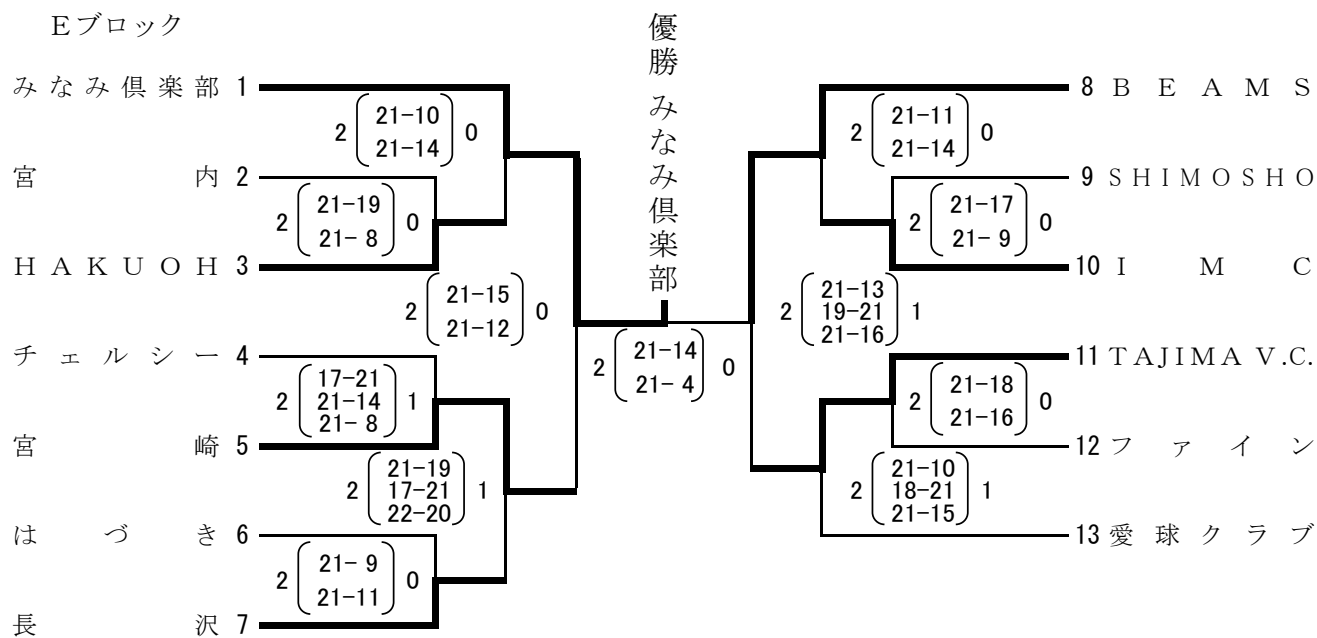 Eブロック
優勝 みなみ倶楽部
みなみ倶楽部 1
2 21-10 0
21-14
宮内 2
2 21-19 0
21- 8
HAKUOH 3
2 21-15 0
21-12
チェルシー 4
17-21
2 21-14 1
21- 8
宮崎 5
21-19
2 17-21 1
22-20
はづき 6
2 21- 9 0
21-11
長沢 7
2 21-14 0
21- 4
8 BEAMS
2 21-11 0
21-14
9 SHIMOSHO
2 21-17 0
21- 9
10 IMC
21-13
2 19-21 1
21-16
11 TAJIMA V.C.
2 21-18 0
21-16
12 ファイン
21-10
2 18-21 1
21-15
13 愛球クラブ